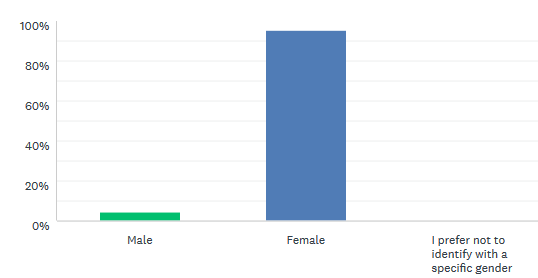 100%
80%
60%
40%
20%
0%
Male
Female
I prefer not to
identify with a
specific gender